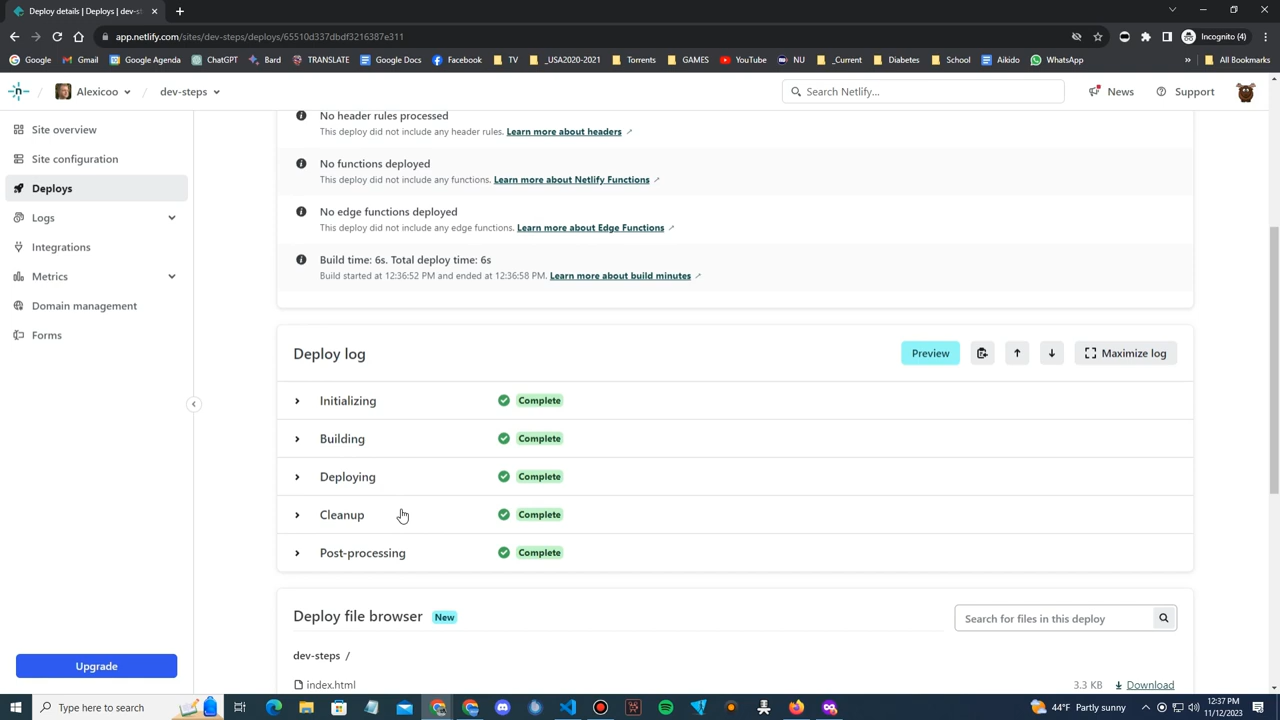 Deploy details | Deploys | dev-s
app.netlify.com/sites/dev-steps/deploys/65510d337dbdf3216387e311
Incognito (4)
Google
Gmail
Google Agenda
ChatGPT
Bard
TRANSLATE
Google Docs
Facebook
TV
_USA2020-2021
Torrents
GAMES
YouTube
NU
_Current
Diabetes
School
Aikido
WhatsApp
»
All Bookmarks
Alexicoo
dev-steps
Search Netlify...
News
Support
Site overview
Site configuration
Deploys
Logs
Integrations
Metrics
Domain management
Forms
Upgrade
No header rules processed
This deploy did not include any header rules. Learn more about headers
No functions deployed
This deploy did not include any functions. Learn more about Netlify Functions
No edge functions deployed
This deploy did not include any edge functions. Learn more about Edge Functions
Build time: 6s. Total deploy time: 6s
Build started at 12:36:52 PM and ended at 12:36:58 PM. Learn more about build minutes
Deploy log
Preview
Maximize log
Initializing Complete
Building Complete
Deploying Complete
Cleanup Complete
Post-processing Complete
Deploy file browser New
Search for files in this deploy
dev-steps /
index.html 3.3 KB Download
Type here to search
44°F Partly sunny
12:37 PM
11/12/2023